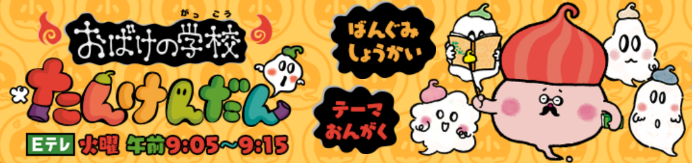 がっこう
おばけの学校
たんけんだん
Eテレ 火曜 午前9:05～9:15
ばんぐみ
しょうかい
テーマ
おんがく